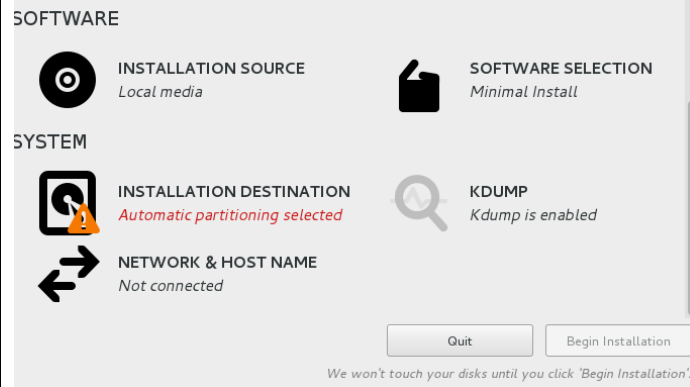 SOFTWARE
INSTALLATION SOURCE
Local media
SOFTWARE SELECTION
Minimal Install
SYSTEM
INSTALLATION DESTINATION
Automatic partitioning selected
KDUMP
Kdump is enabled
NETWORK & HOST NAME
Not connected
Quit
Begin Installation
We won't touch your disks until you click 'Begin Installation'.